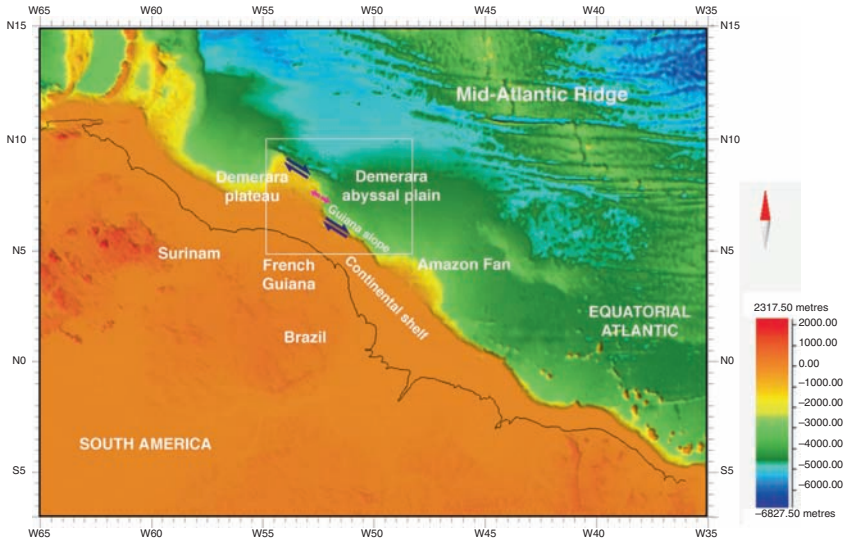 W65 W60 W55 W50 W45 W40 W35
N15 N15
Mid-Atlantic Ridge
N10 N10
Demerara
plateau
Demerara
abyssal plain
Guiana slope
N5 N5
Surinam
French
Guiana
Continental shelf
Amazon Fan
EQUATORIAL
ATLANTIC
Brazil
N0 N0
SOUTH AMERICA
S5 S5
W65 W60 W55 W50 W45 W40 W35
2317.50 metres
2000.00
1000.00
0.00
–1000.00
–2000.00
–3000.00
–4000.00
–5000.00
–6000.00
–6827.50 metres